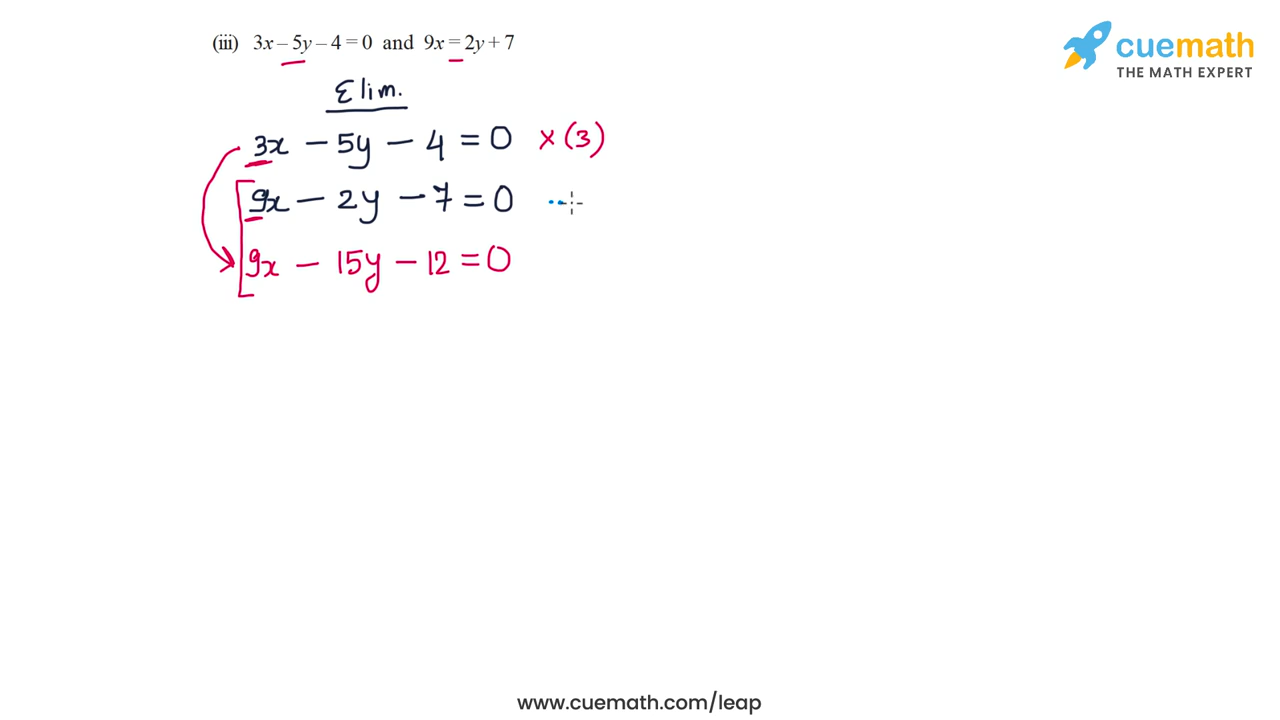 (iii) 3x – 5y – 4 = 0 and 9x = 2y + 7
cuemath
THE MATH EXPERT
Elim.
3x – 5y – 4 = 0 × (3)
9x – 2y – 7 = 0
9x – 15y – 12 = 0
www.cuemath.com/leap